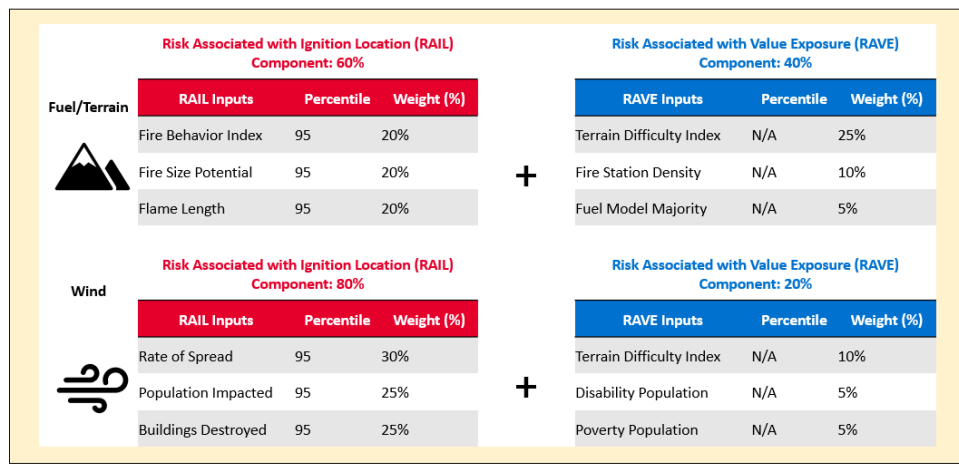 Risk Associated with Ignition Location (RAIL)
Component: 60%
Risk Associated with Value Exposure (RAVE)
Component: 40%
Fuel/Terrain
RAIL Inputs Percentile Weight (%)
Fire Behavior Index 95 20%
Fire Size Potential 95 20%
Flame Length 95 20%
+
RAVE Inputs Percentile Weight (%)
Terrain Difficulty Index N/A 25%
Fire Station Density N/A 10%
Fuel Model Majority N/A 5%
Risk Associated with Ignition Location (RAIL)
Component: 80%
Risk Associated with Value Exposure (RAVE)
Component: 20%
Wind
RAIL Inputs Percentile Weight (%)
Rate of Spread 95 30%
Population Impacted 95 25%
Buildings Destroyed 95 25%
+
RAVE Inputs Percentile Weight (%)
Terrain Difficulty Index N/A 10%
Disability Population N/A 5%
Poverty Population N/A 5%